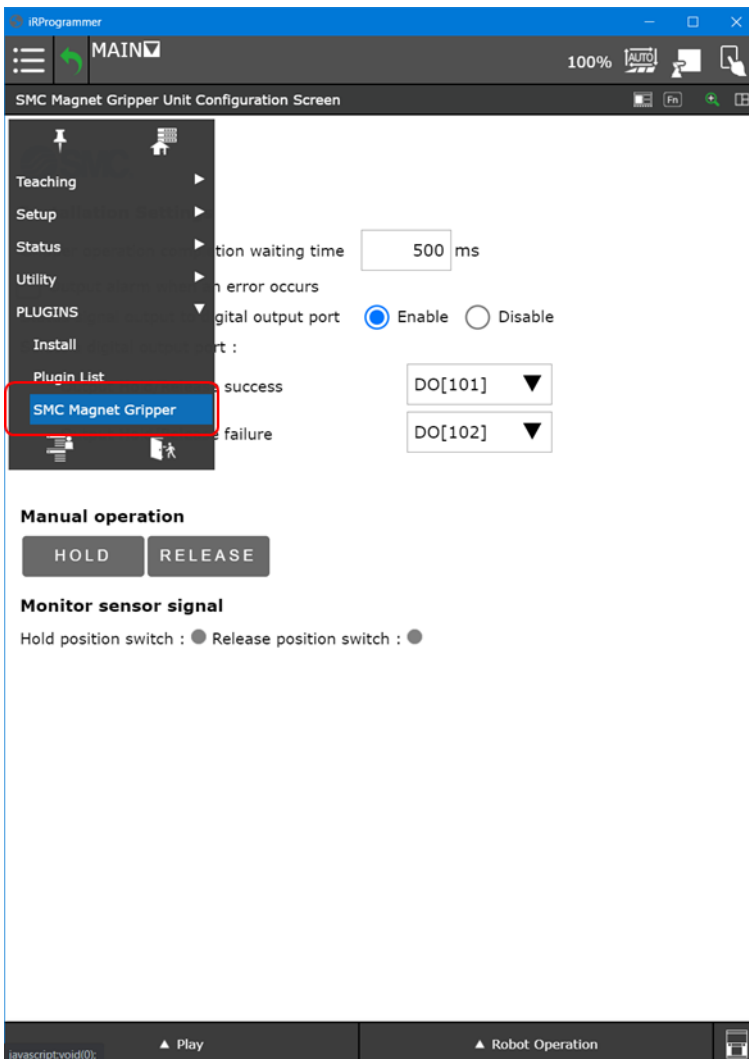 iRProgrammer
MAIN
100% AUTO
SMC Magnet Gripper Unit Configuration Screen
Fn
Teaching
Setup
Status
tion waiting time 500 ms
Utility
error occurs
PLUGINS
gital output port Enable Disable
Install
rt :
Plugin List
success DO[101]
SMC Magnet Gripper
failure DO[102]
Manual operation
HOLD RELEASE
Monitor sensor signal
Hold position switch : Release position switch :
Play Robot Operation
javascript:void(0);